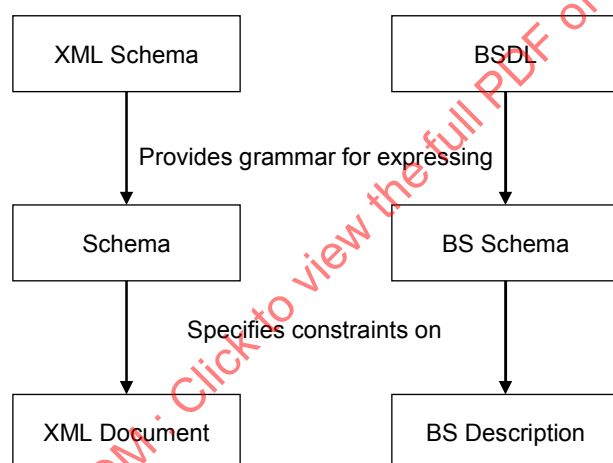 XML Schema
BSDL
Provides grammar for expressing
Schema
BS Schema
Specifies constraints on
XML Document
BS Description
OM : Click to view the full PDF of